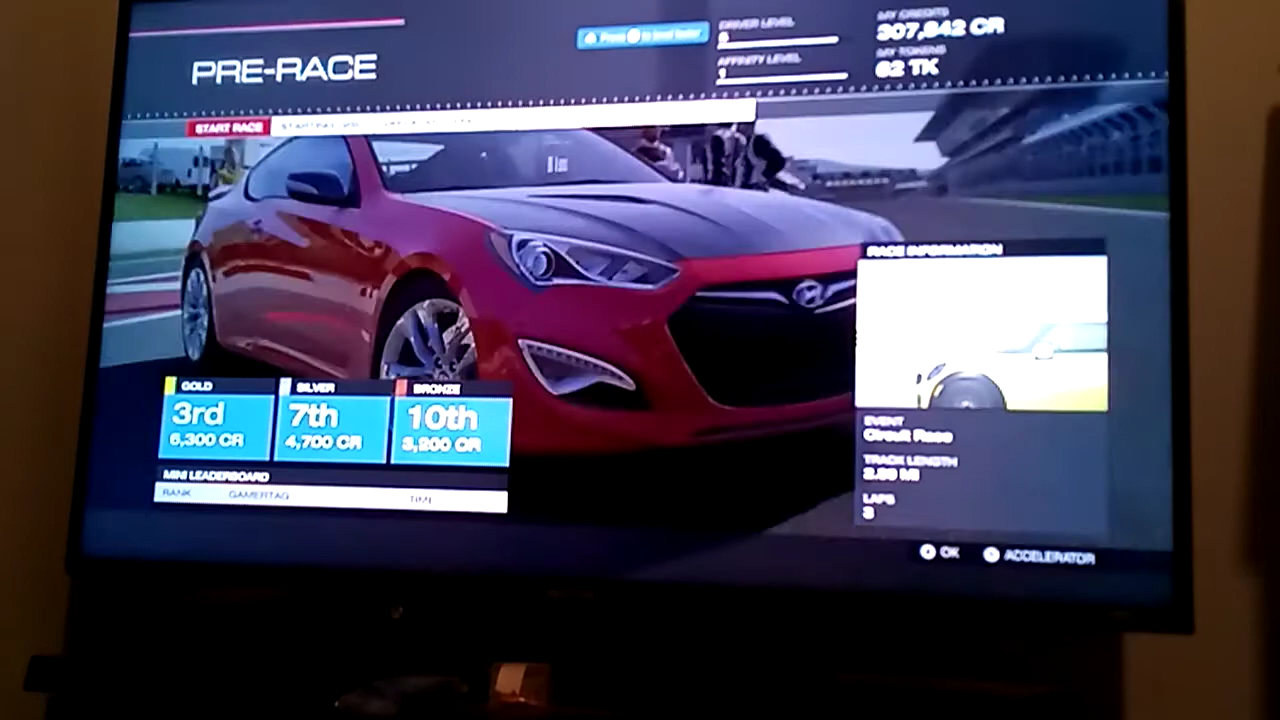 PRE-RACE
DRIVER LEVEL
AFFINITY LEVEL
1
MY CREDITS
307,642 CR
MY TOKENS
62 TK
START RACE
RACE INFORMATION
GOLD
3rd
6,300 CR
SILVER
7th
4,700 CR
BRONZE
10th
3,200 CR
MINI LEADERBOARD
RANK GAMERTAG TIME
EVENT
Circuit Race
TRACK LENGTH
LAPS
3
OK
ACCELERATOR